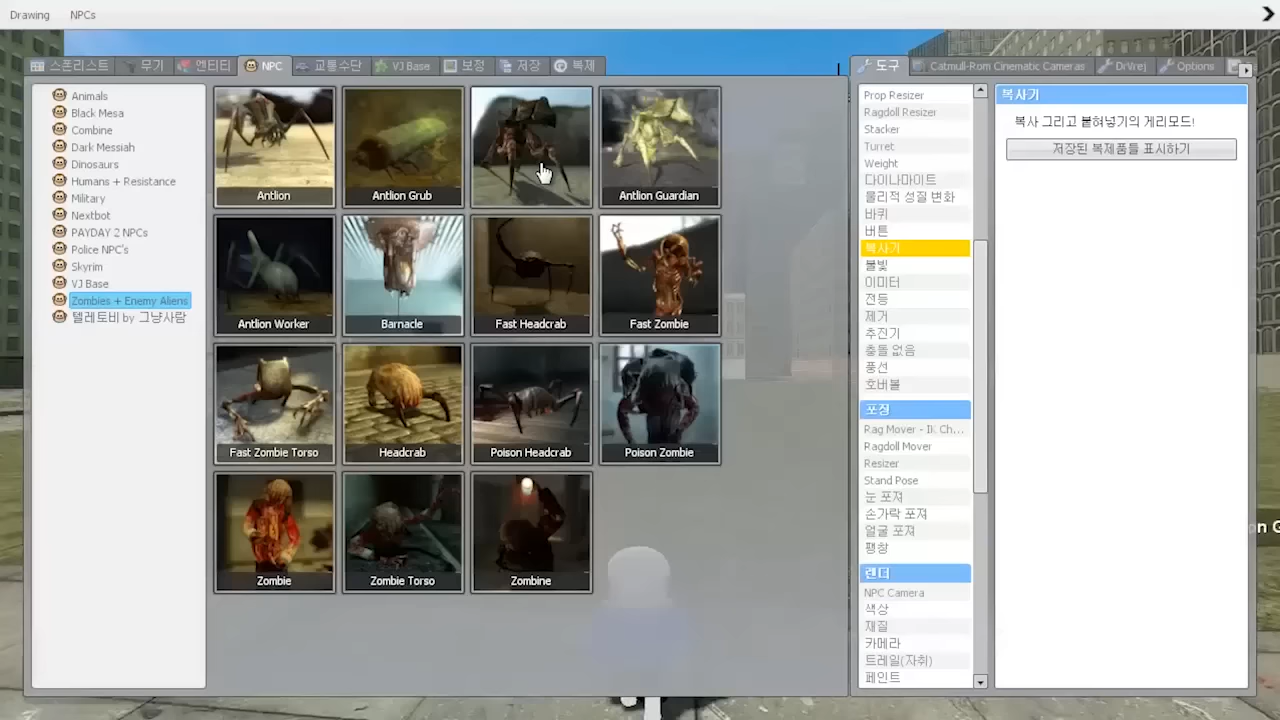 Drawing NPCs
스폰리스트 무기 엔티티 NPC 교통수단 VJ Base 보정 저장 복제
도구 Catmull-Rom Cinematic Cameras DrVrej Options
Animals
Black Mesa
Combine
Dark Messiah
Dinosaurs
Humans + Resistance
Military
Nextbot
PAYDAY 2 NPCs
Police NPC's
Skyrim
VJ Base
Zombies + Enemy Aliens
텔레토비 by 그냥사람
Antlion
Antlion Grub
Antlion Guardian
Antlion Worker
Barnacle
Fast Headcrab
Fast Zombie
Fast Zombie Torso
Headcrab
Poison Headcrab
Poison Zombie
Zombie
Zombie Torso
Zombine
Prop Resizer
Ragdoll Resizer
Stacker
Turret
Weight
다이나마이트
물리적 성질 변화
바퀴
버튼
복사기
불빛
이미터
전등
제거
추진기
충돌 없음
풍선
호버볼
포징
Rag Mover - IK Ch...
Ragdoll Mover
Resizer
Stand Pose
눈 포져
손가락 포져
얼굴 포져
팽창
렌더
NPC Camera
색상
재질
카메라
트레일(자취)
페인트
복사기
복사 그리고 붙혀넣기의 게리모드!
저장된 복제품를 표시하기